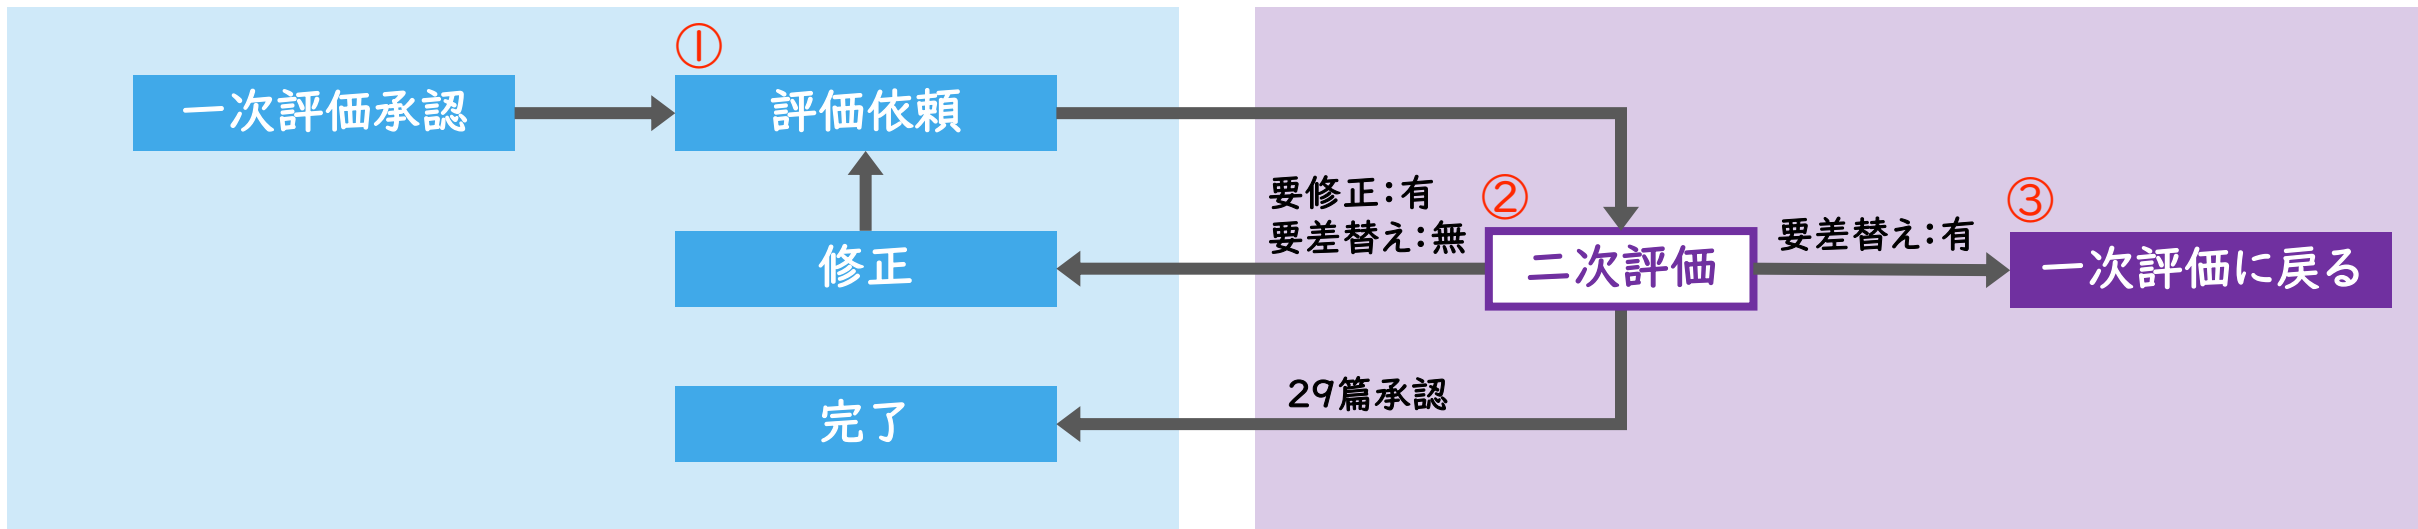 ①
一次評価承認
評価依頼
要修正：有
要差替え：無
②
要差替え：有
③
修正
二次評価
一次評価に戻る
29篇承認
完了